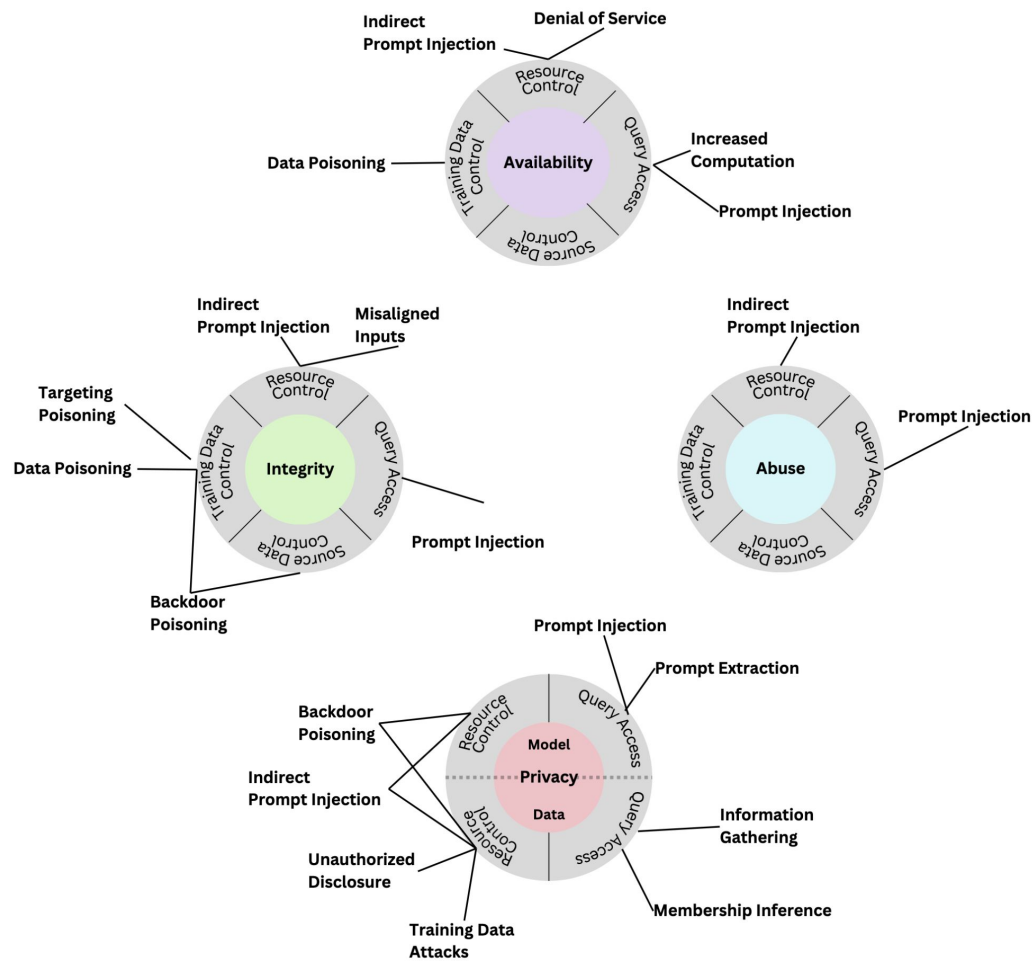 Indirect
Prompt Injection
Denial of Service
Resource
Control
Training Data
Control
Availability
Query Access
Source Data
Control
Data Poisoning
Increased
Computation
Prompt Injection
Indirect
Prompt Injection
Misaligned
Inputs
Targeting
Poisoning
Data Poisoning
Resource
Control
Training Data
Control
Integrity
Query Access
Source Data
Control
Prompt Injection
Backdoor
Poisoning
Indirect
Prompt Injection
Prompt Injection
Resource
Control
Training Data
Control
Abuse
Query Access
Source Data
Control
Prompt Injection
Prompt Extraction
Backdoor
Poisoning
Indirect
Prompt Injection
Unauthorized
Disclosure
Training Data
Attacks
Resource
Control
Query Access
Model
Privacy
Data
Resource
Control
Query Access
Information
Gathering
Membership Inference